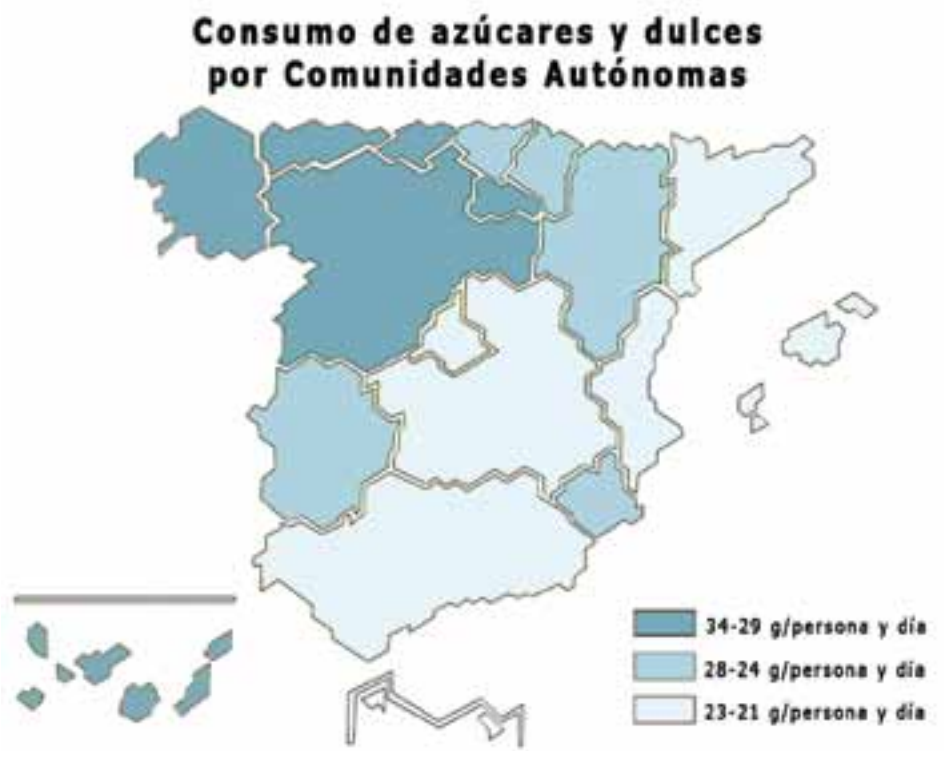 Consumo de azúcares y dulces
por Comunidades Autónomas
34-29 g/persona y día
28-24 g/persona y día
23-21 g/persona y día